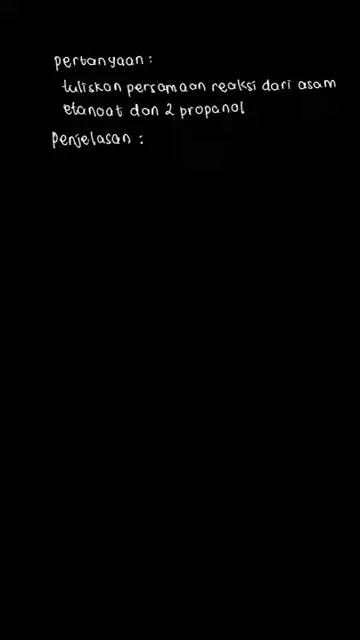 pertanyaan :
tuliskan persamaan reaksi dari asam
etanoat dan 2 propanol
Penjelasan :